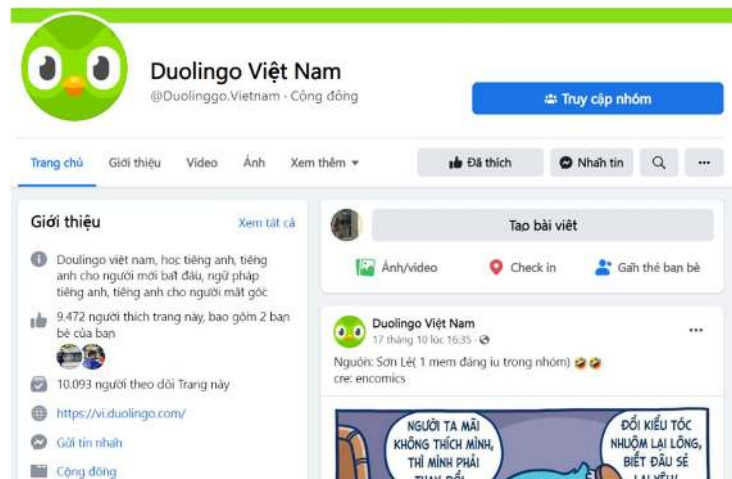 Duolingo Việt Nam
@Duolinggo.Vietnam · Cộng đồng
Truy cập nhóm
Trang chủ Giới thiệu Video Ảnh Xem thêm
Đã thích Nhắn tin
Giới thiệu Xem tất cả
Doulingo việt nam, học tiếng anh, tiếng
anh cho người mới bắt đầu, ngữ pháp
tiếng anh, tiếng anh cho người mất gốc
9.472 người thích trang này, bao gồm 2 bạn
bè của bạn
10.093 người theo dõi Trang này
https://vi.duolingo.com/
Gửi tin nhắn
Cộng đồng
Tạo bài viết
Ảnh/video Check in Gắn thẻ bạn bè
Duolingo Việt Nam
17 tháng 10 lúc 16:35 ·
Nguồn: Sơn Lê( 1 mem đáng iu trong nhóm)
cre: encomics
NGƯỜI TA MÃI
KHÔNG THÍCH MÌNH,
THÌ MÌNH PHẢI
THAY ĐỔI
ĐỔI KIỂU TÓC
NHUỘM LẠI LÔNG,
BIẾT ĐÂU SẼ
LẠI YÊU